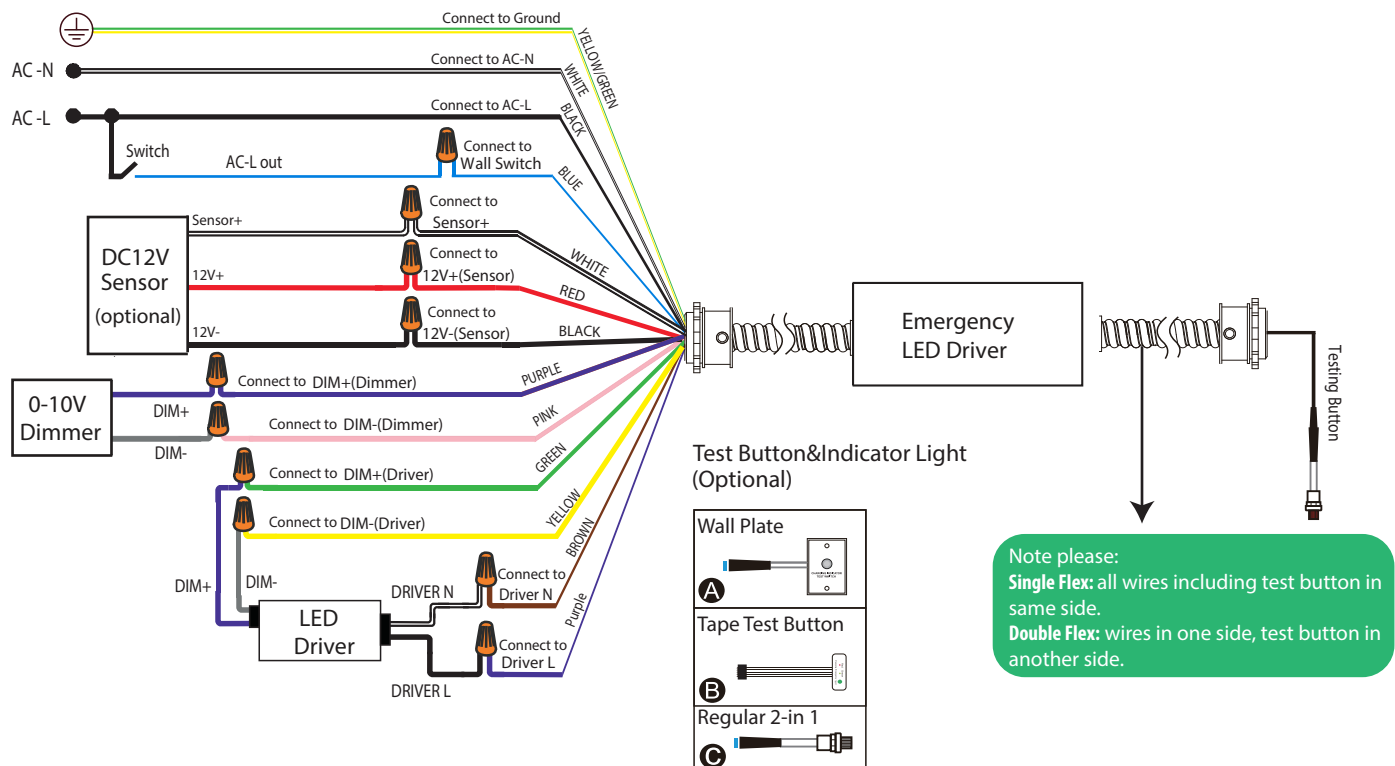 Connect to Ground
YELLOW/GREEN
AC -N
Connect to AC-N
WHITE
AC -L
Connect to AC-L
BLACK
Switch
AC-L out
Connect to
Wall Switch
BLUE
DC12V
Sensor
(optional)
Sensor+
Connect to
Sensor+
WHITE
12V+
Connect to
12V+(Sensor)
RED
12V-
Connect to
12V-(Sensor)
BLACK
0-10V
Dimmer
DIM+
Connect to DIM+(Dimmer)
PURPLE
DIM-
Connect to DIM-(Dimmer)
PINK
Connect to DIM+(Driver)
GREEN
Connect to DIM-(Driver)
YELLOW
DIM+
DIM-
LED
Driver
DRIVER N
Connect to
Driver N
BROWN
DRIVER L
Connect to
Driver L
Purple
Emergency
LED Driver
Testing Button
Test Button&Indicator Light
(Optional)
Wall Plate
A
Tape Test Button
B
Regular 2-in 1
C
Note please:
Single Flex: all wires including test button in
same side.
Double Flex: wires in one side, test button in
another side.